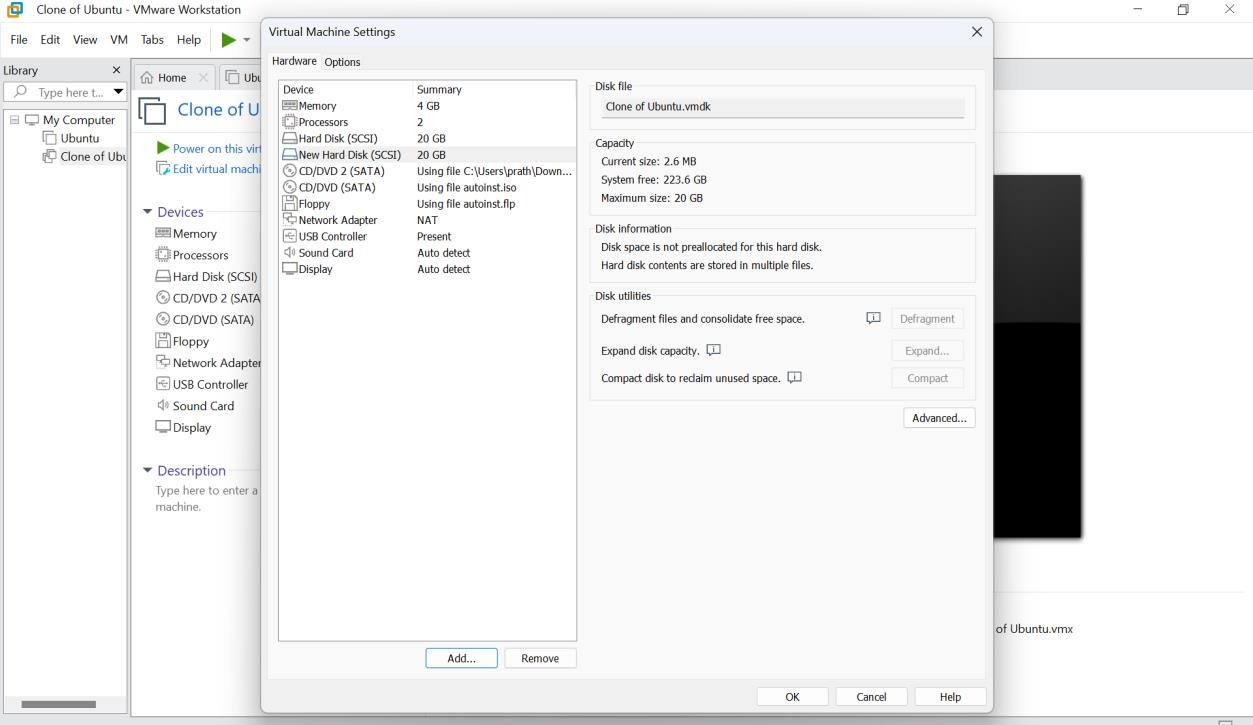 Clone of Ubuntu - VMware Workstation
File Edit View VM Tabs Help
Library
Type here t...
My Computer
Ubuntu
Clone of Ubu
Home
Ubu
Clone of U
Power on this virt
Edit virtual machi
Devices
Memory
Processors
Hard Disk (SCSI)
CD/DVD 2 (SATA
CD/DVD (SATA)
Floppy
Network Adapter
USB Controller
Sound Card
Display
Description
Type here to enter a
machine.
Virtual Machine Settings
Hardware Options
Device Summary
Memory 4 GB
Processors 2
Hard Disk (SCSI) 20 GB
New Hard Disk (SCSI) 20 GB
CD/DVD 2 (SATA) Using file C:\Users\prath\Down...
CD/DVD (SATA) Using file autoinst.iso
Floppy Using file autoinst.flp
Network Adapter NAT
USB Controller Present
Sound Card Auto detect
Display Auto detect
Add... Remove
Disk file
Clone of Ubuntu.vmdk
Capacity
Current size: 2.6 MB
System free: 223.6 GB
Maximum size: 20 GB
Disk information
Disk space is not preallocated for this hard disk.
Hard disk contents are stored in multiple files.
Disk utilities
Defragment files and consolidate free space. Defragment
Expand disk capacity. Expand...
Compact disk to reclaim unused space. Compact
Advanced...
OK Cancel Help
of Ubuntu.vmx